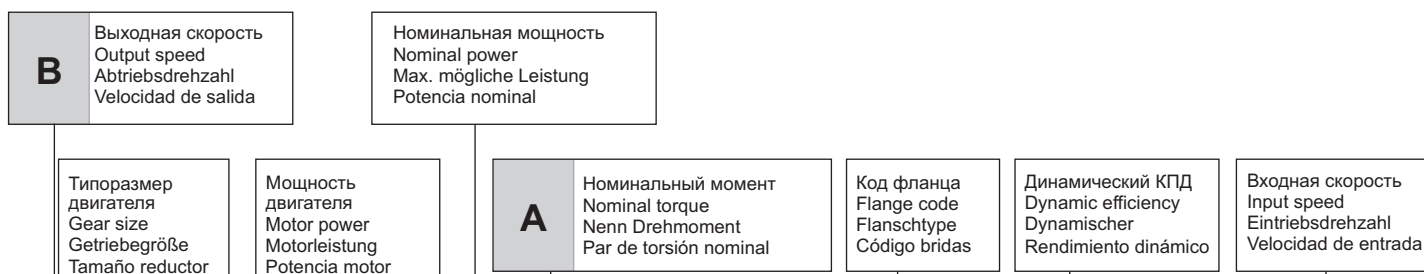 B
Выходная скорость
Output speed
Abtriebsdrehzahl
Velocidad de salida
Номинальная мощность
Nominal power
Max. mögliche Leistung
Potencia nominal
Типоразмер
двигателя
Gear size
Getriebegröße
Tamaño reductor
Мощность
двигателя
Motor power
Motorleistung
Potencia motor
A
Номинальный момент
Nominal torque
Nenn Drehmoment
Par de torsión nominal
Код фланца
Flange code
Flanschtype
Código bridas
Динамический КПД
Dynamic efficiency
Dynamischer
Rendimiento dinámico
Входная скорость
Input speed
Eintriebsdrehzahl
Velocidad de entrada